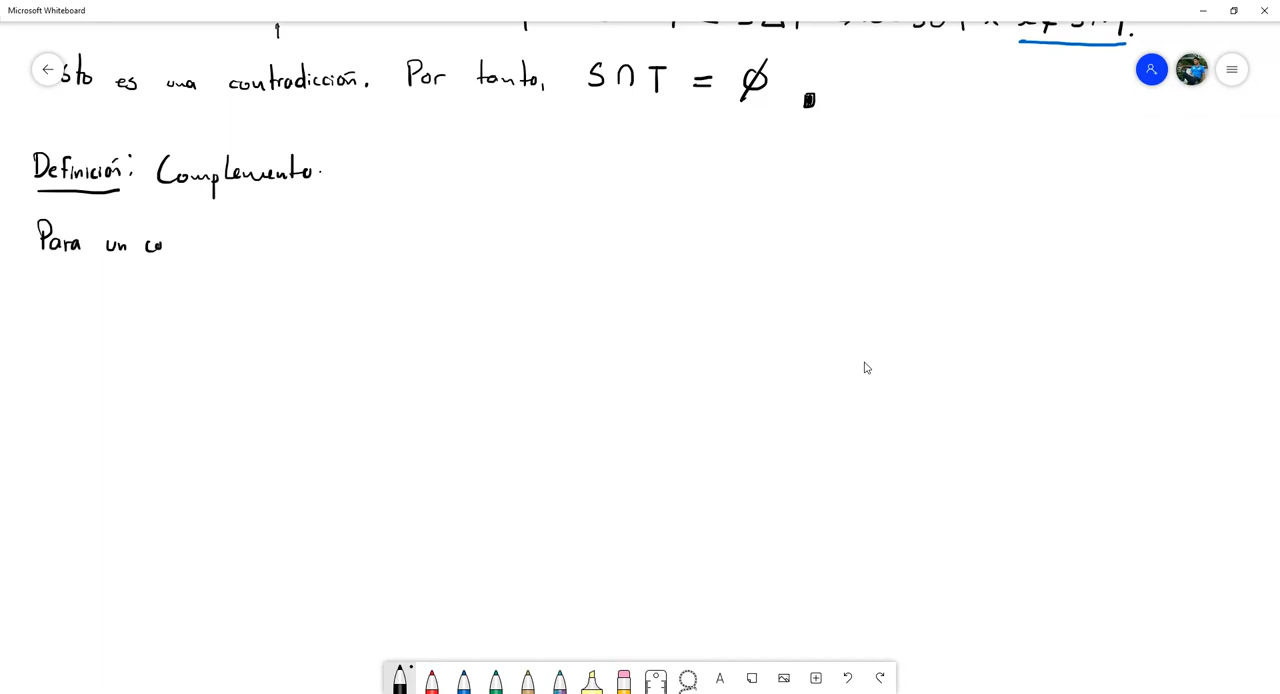 Microsoft Whiteboard
sto es una contradicción. Por tanto, S ∩ T = ∅
Definición: Complemento.
Para un co
A